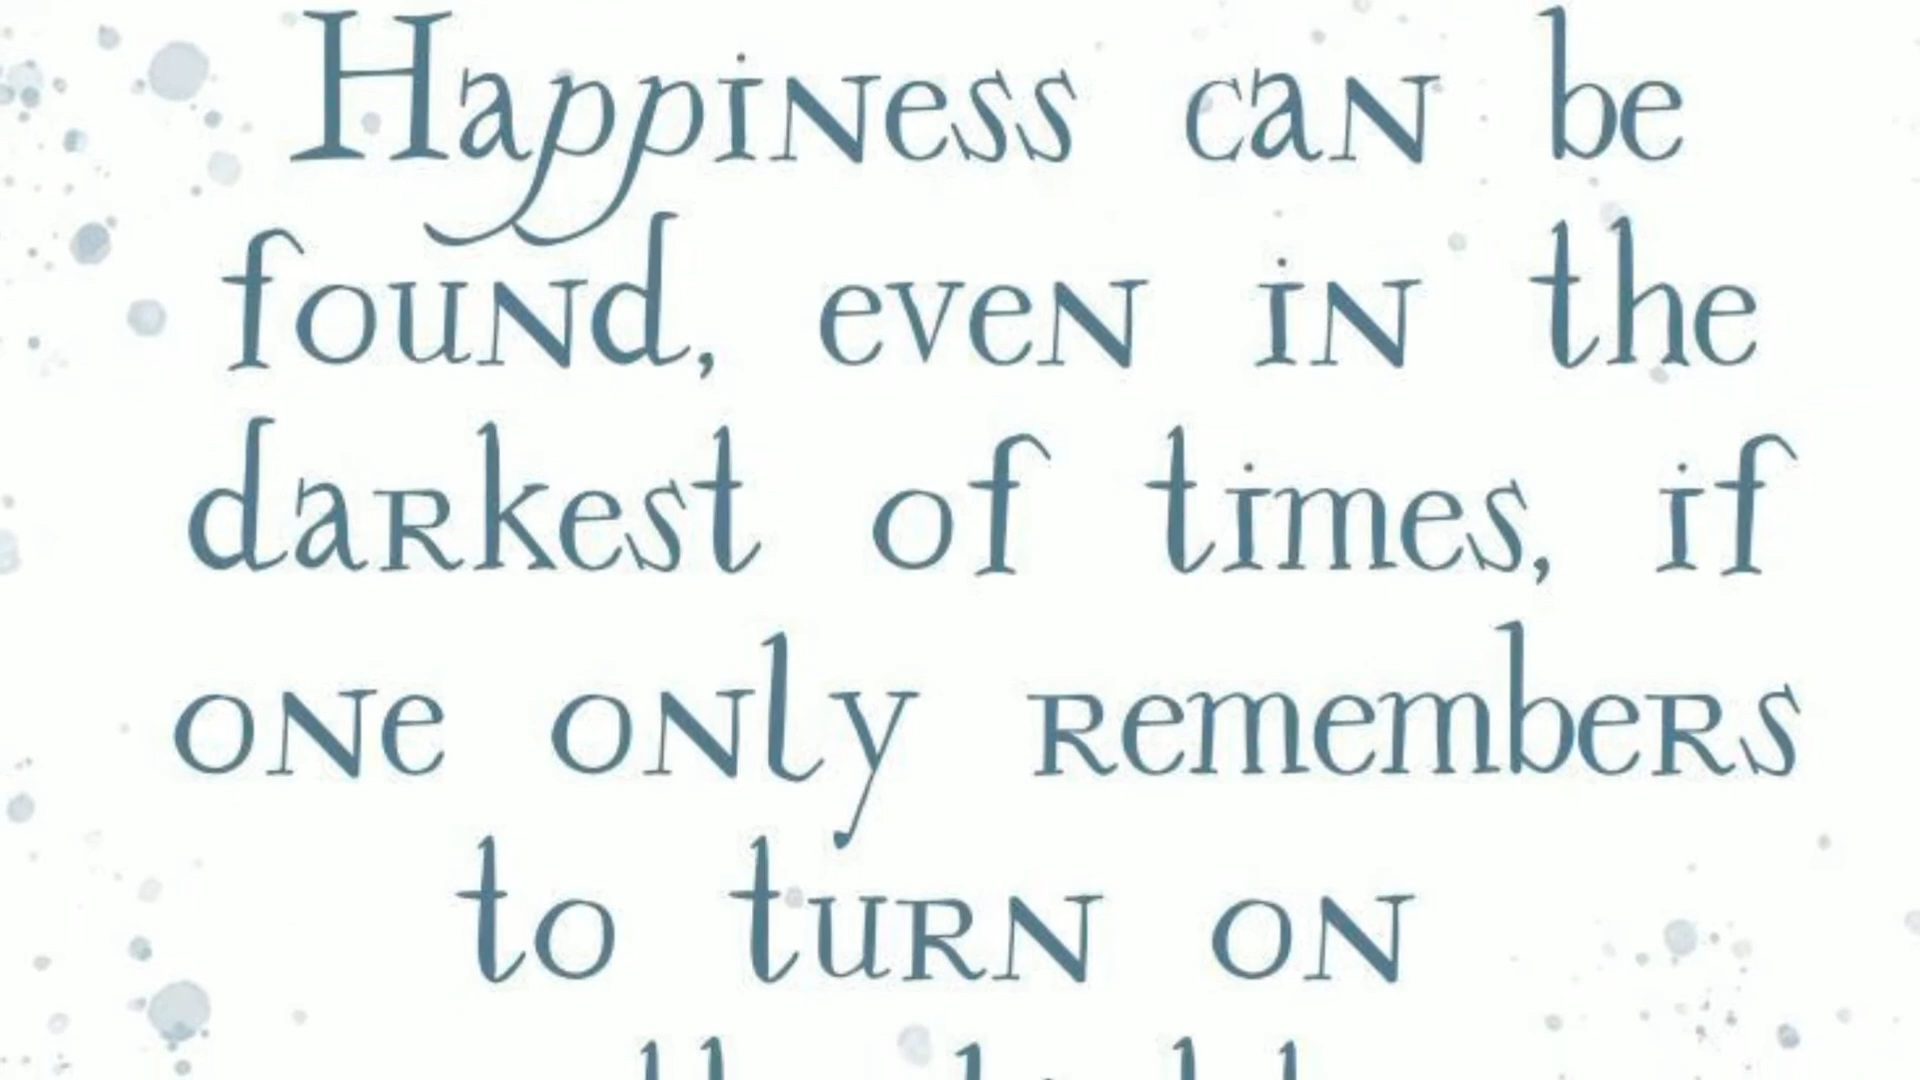 Happiness can be
found, even in the
darkest of times, if
one only remembers
to turn on